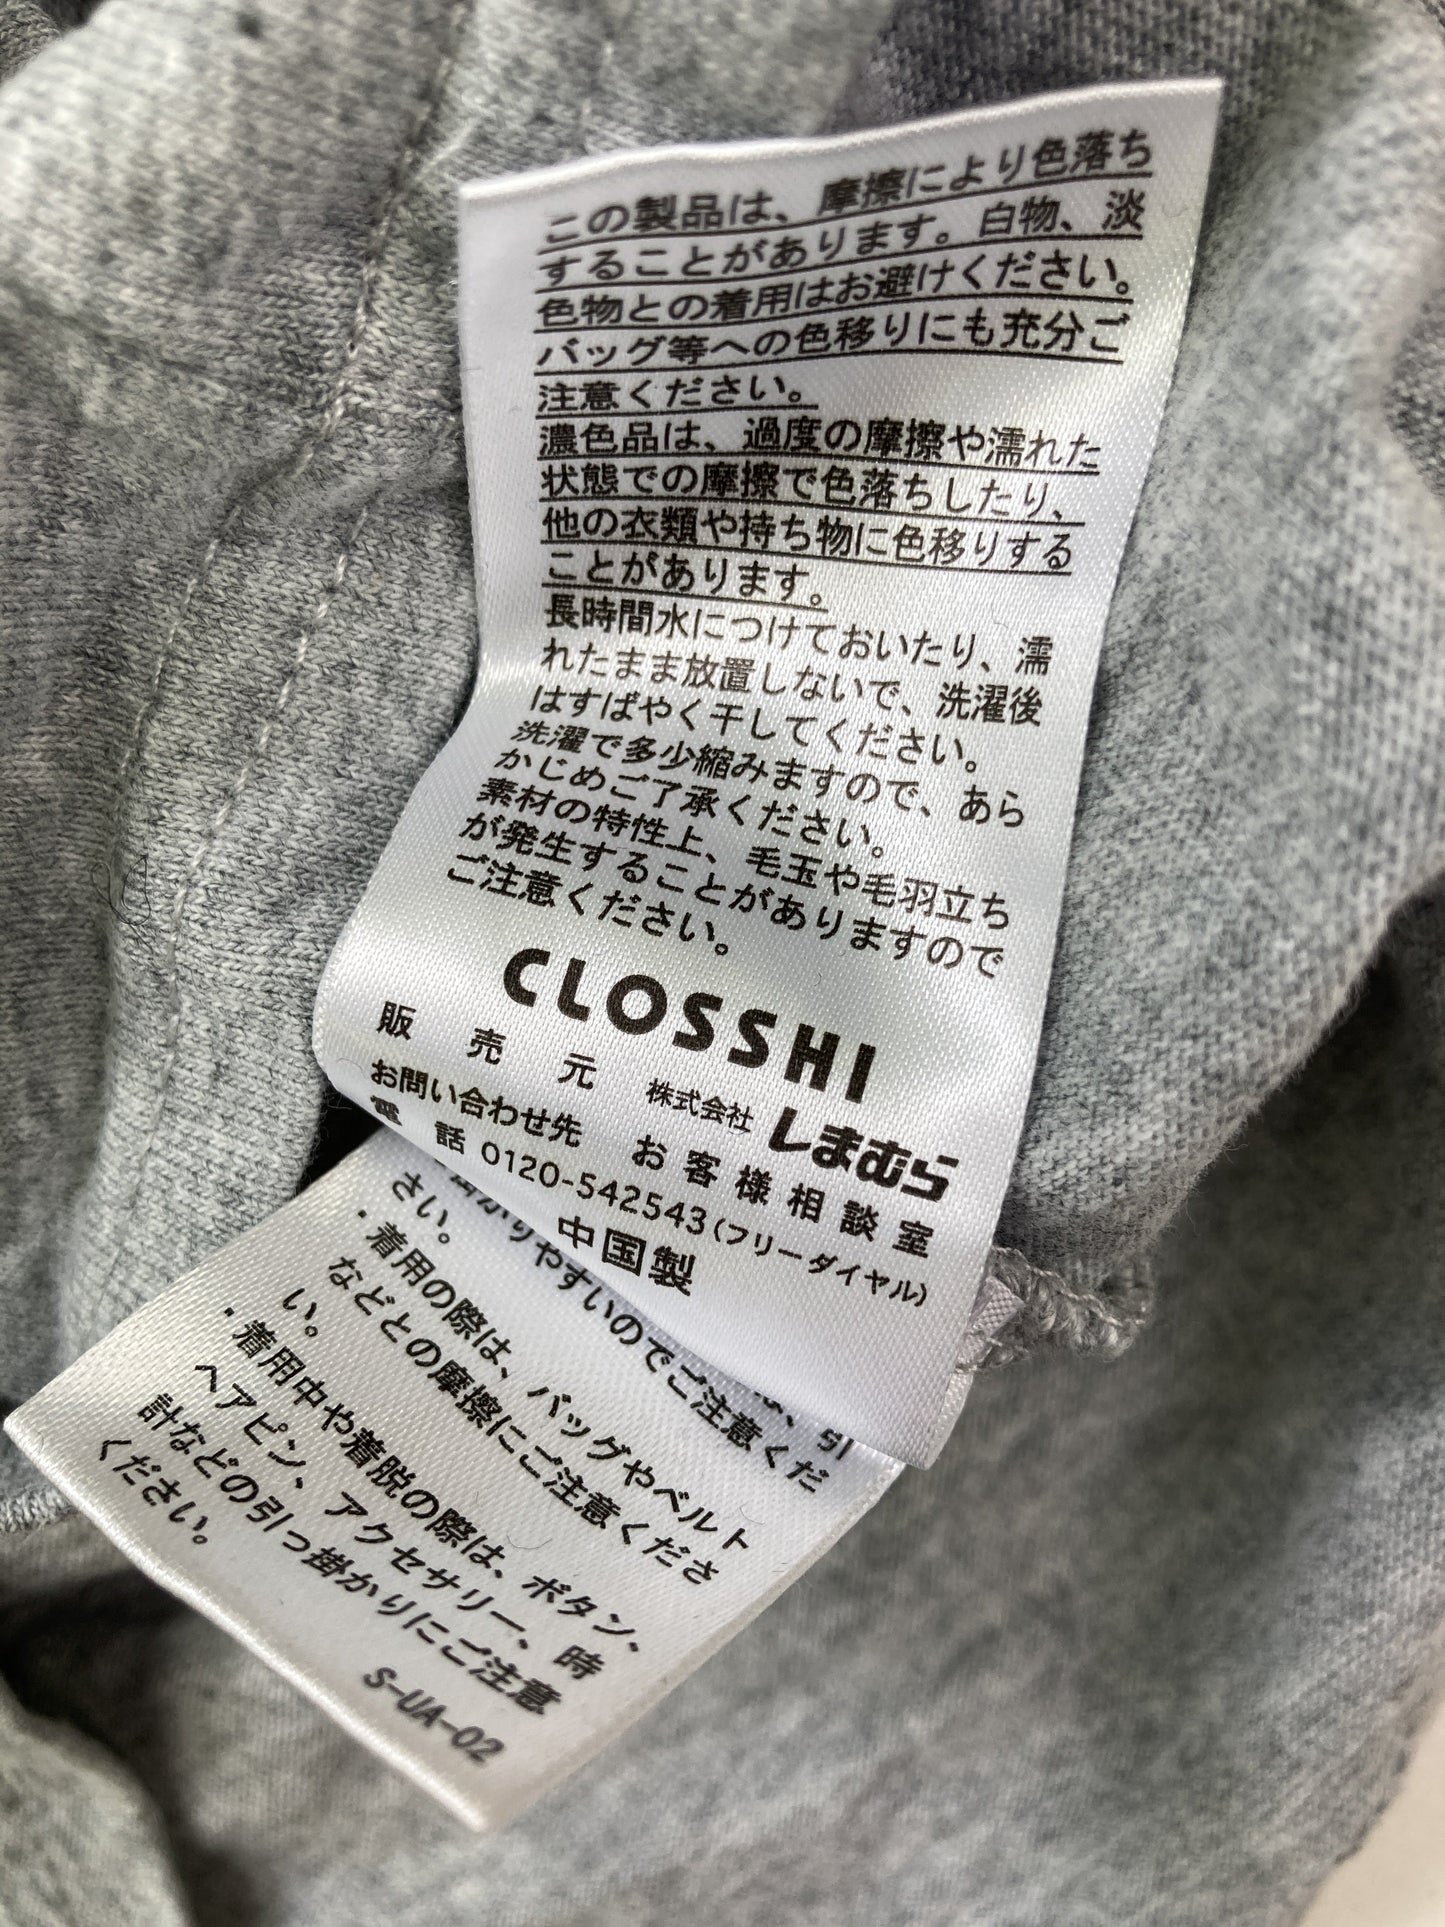 この製品は、摩擦により色落ち
することがあります。白物、淡
色物との着用はお避けください。
バッグ等への色移りにも充分ご
注意ください。
濃色品は、過度の摩擦や濡れた
状態での摩擦で色落ちしたり、
他の衣類や持ち物に色移りする
ことがあります。
長時間水につけておいたり、濡
れたまま放置しないで、洗濯後
はすばやく干してください。
洗濯で多少縮みますので、あら
かじめご了承ください。
素材の特性上、毛玉や毛羽立ち
が発生することがありますので
ご注意ください。
CLOSSHI
販売元 株式会社しまむら
お問い合わせ先 お客様相談室
電話 0120-542543(フリーダイヤル)
中国製
は、引
掛かりやすいのでご注意くだ
さい。
・着用の際は、バッグやベルト
などとの摩擦にご注意くださ
い。
・着用中や着脱の際は、ボタン、
ヘアピン、アクセサリー、時
計などの引っ掛かりにご注意
ください。
S-UA-02